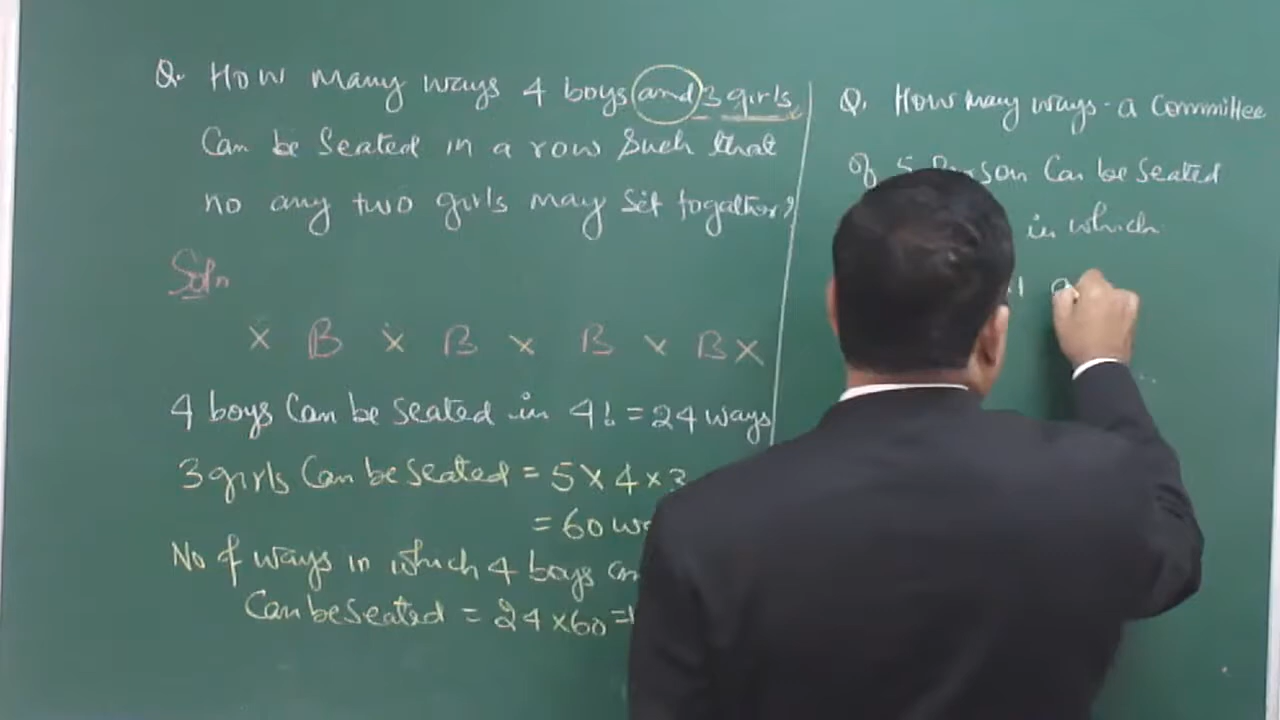 Q. How many ways 4 boys and 3 girls
Can be Seated in a row Such that
no any two girls may sit togather?
Soln
× B × B × B × B ×
4 boys Can be Seated in 4! = 24 ways
3 girls Can be Seated = 5 × 4 × 3
= 60
No of ways in which 4 boys
Can be Seated = 24 × 60 =
Q. How many ways a Committee
of 5 Person Can be Seated
in which